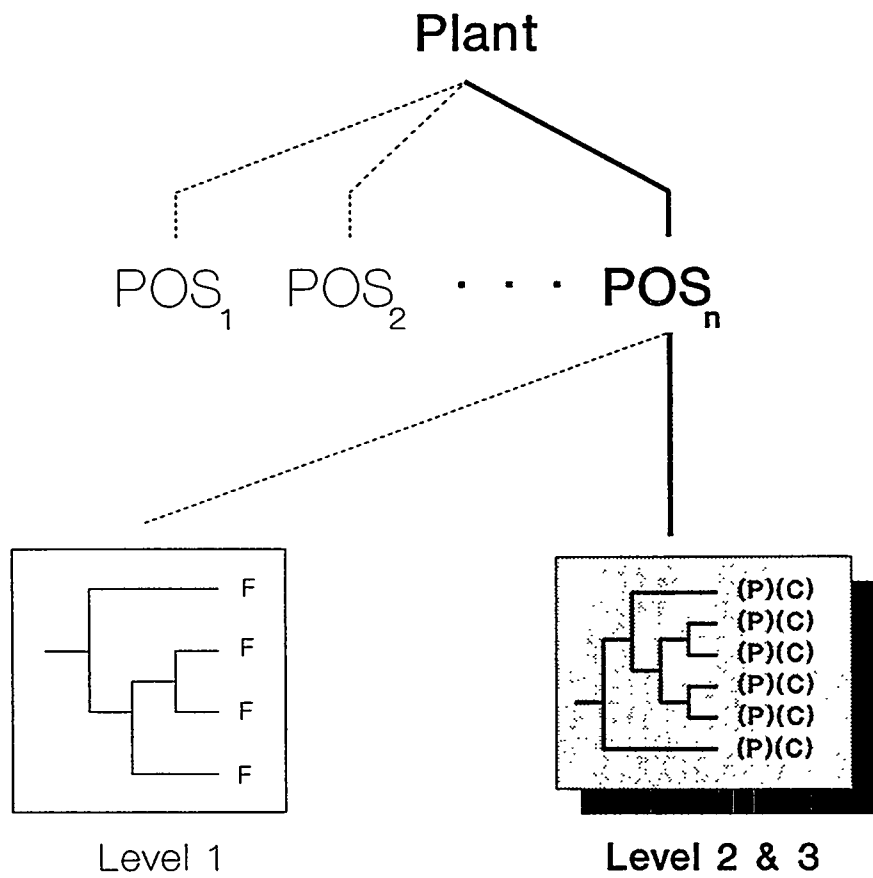 Plant
POS1 POS2 · · · POSn
F
F
F
F
(P)(C)
(P)(C)
(P)(C)
(P)(C)
(P)(C)
(P)(C)
Level 1
Level 2 & 3